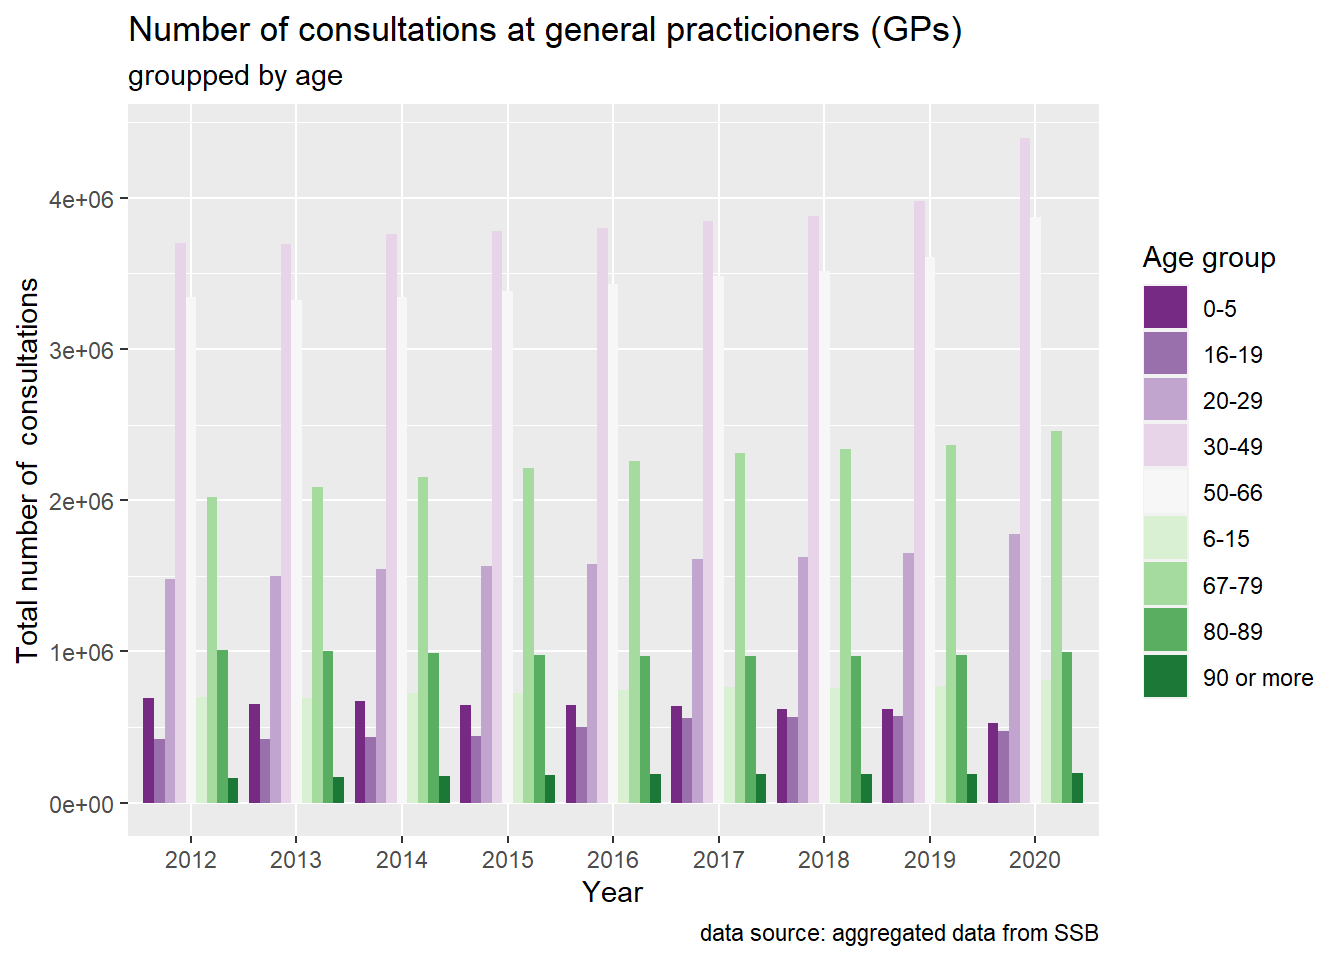 Number of consultations at general practicioners (GPs)
groupped by age
Total number of  consultations
4e+06
3e+06
2e+06
1e+06
0e+00
2012 2013 2014 2015 2016 2017 2018 2019 2020
Year
Age group
0-5
16-19
20-29
30-49
50-66
6-15
67-79
80-89
90 or more
data source: aggregated data from SSB